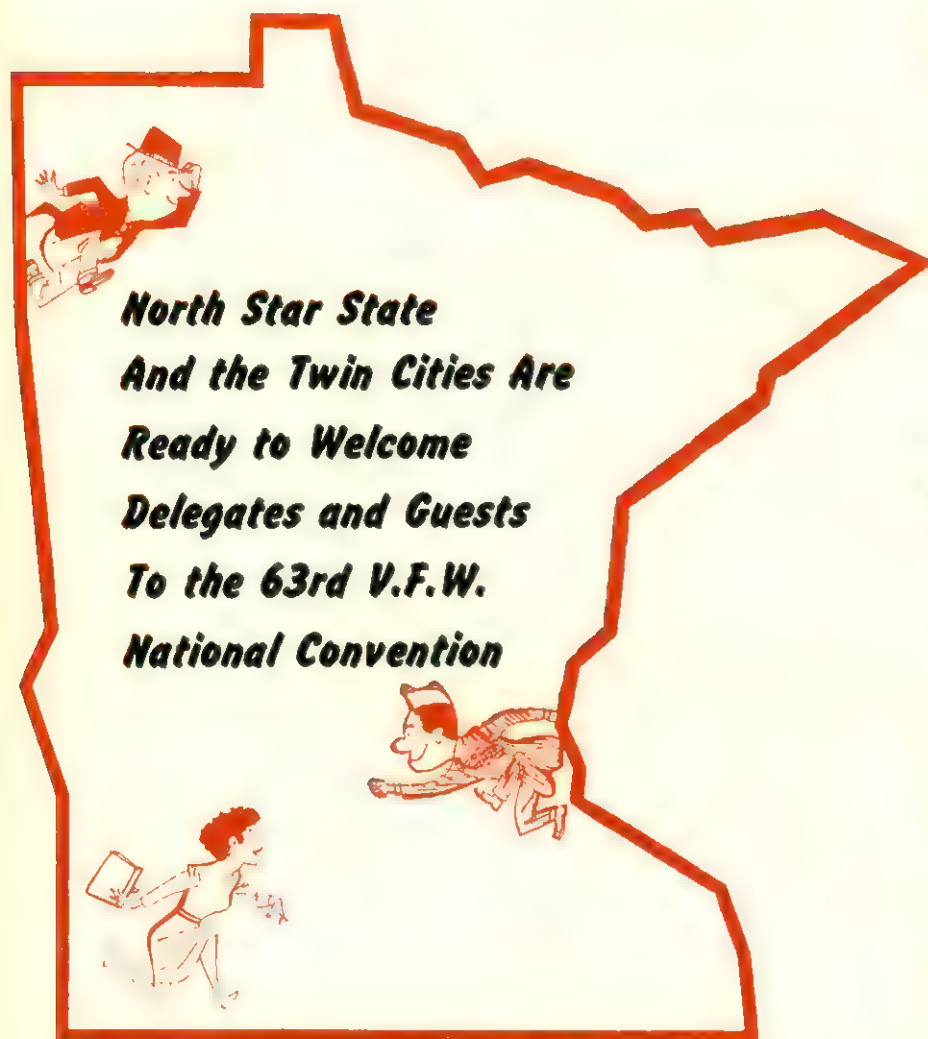 North Star State
And the Twin Cities Are
Ready to Welcome
Delegates and Guests
To the 63rd V.F.W.
National Convention